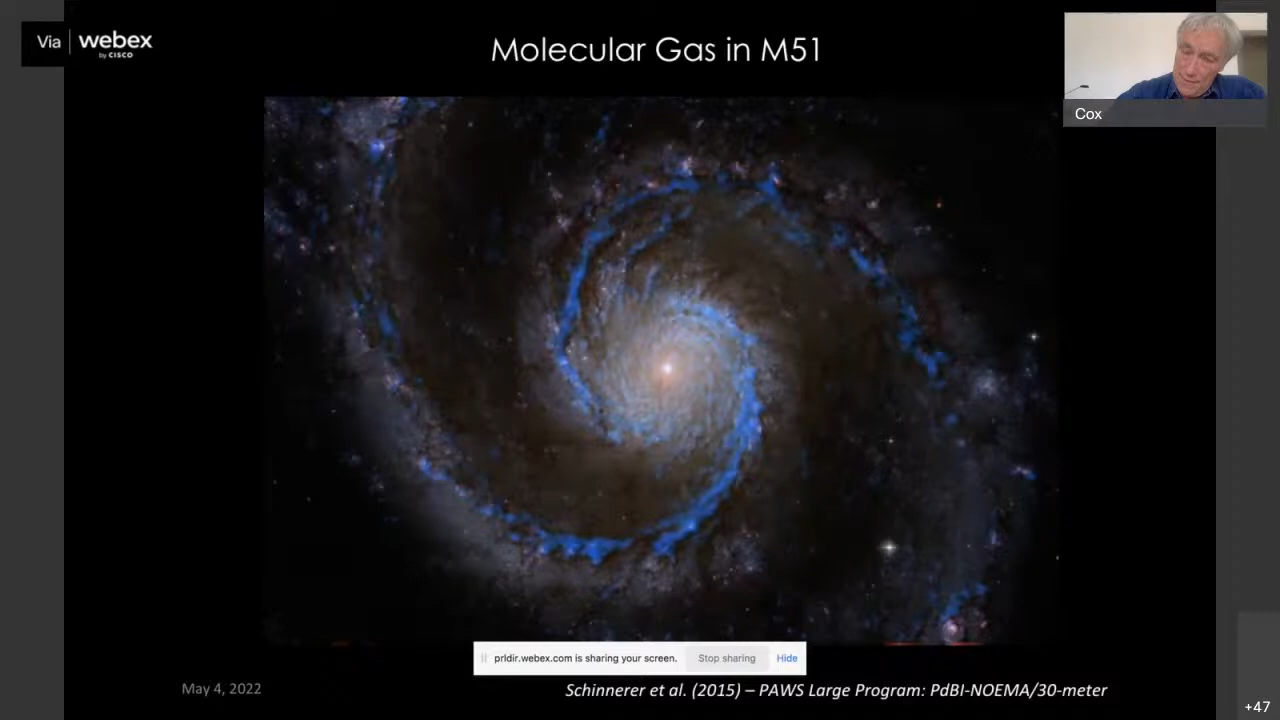 Via webex
by CISCO
Molecular Gas in M51
Cox
prldir.webex.com is sharing your screen. Stop sharing Hide
May 4, 2022
Schinnerer et al. (2015) – PAWS Large Program: PdBI-NOEMA/30-meter
+47